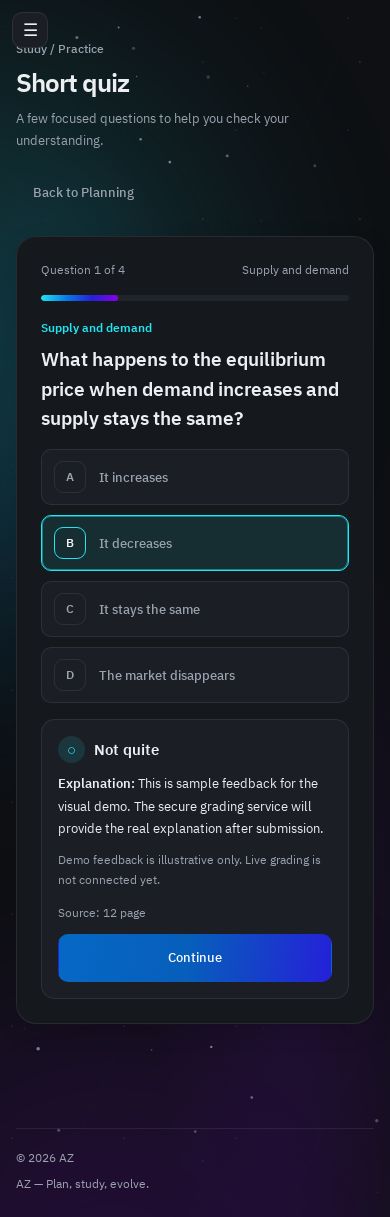 ☰
Study / Practice
Short quiz
A few focused questions to help you check your
understanding.
Back to Planning
Question 1 of 4
Supply and demand
Supply and demand
What happens to the equilibrium
price when demand increases and
supply stays the same?
A
It increases
B
It decreases
C
It stays the same
D
The market disappears
○
Not quite
Explanation: This is sample feedback for the
visual demo. The secure grading service will
provide the real explanation after submission.
Demo feedback is illustrative only. Live grading is
not connected yet.
Source: 12 page
Continue
© 2026 AZ
AZ — Plan, study, evolve.